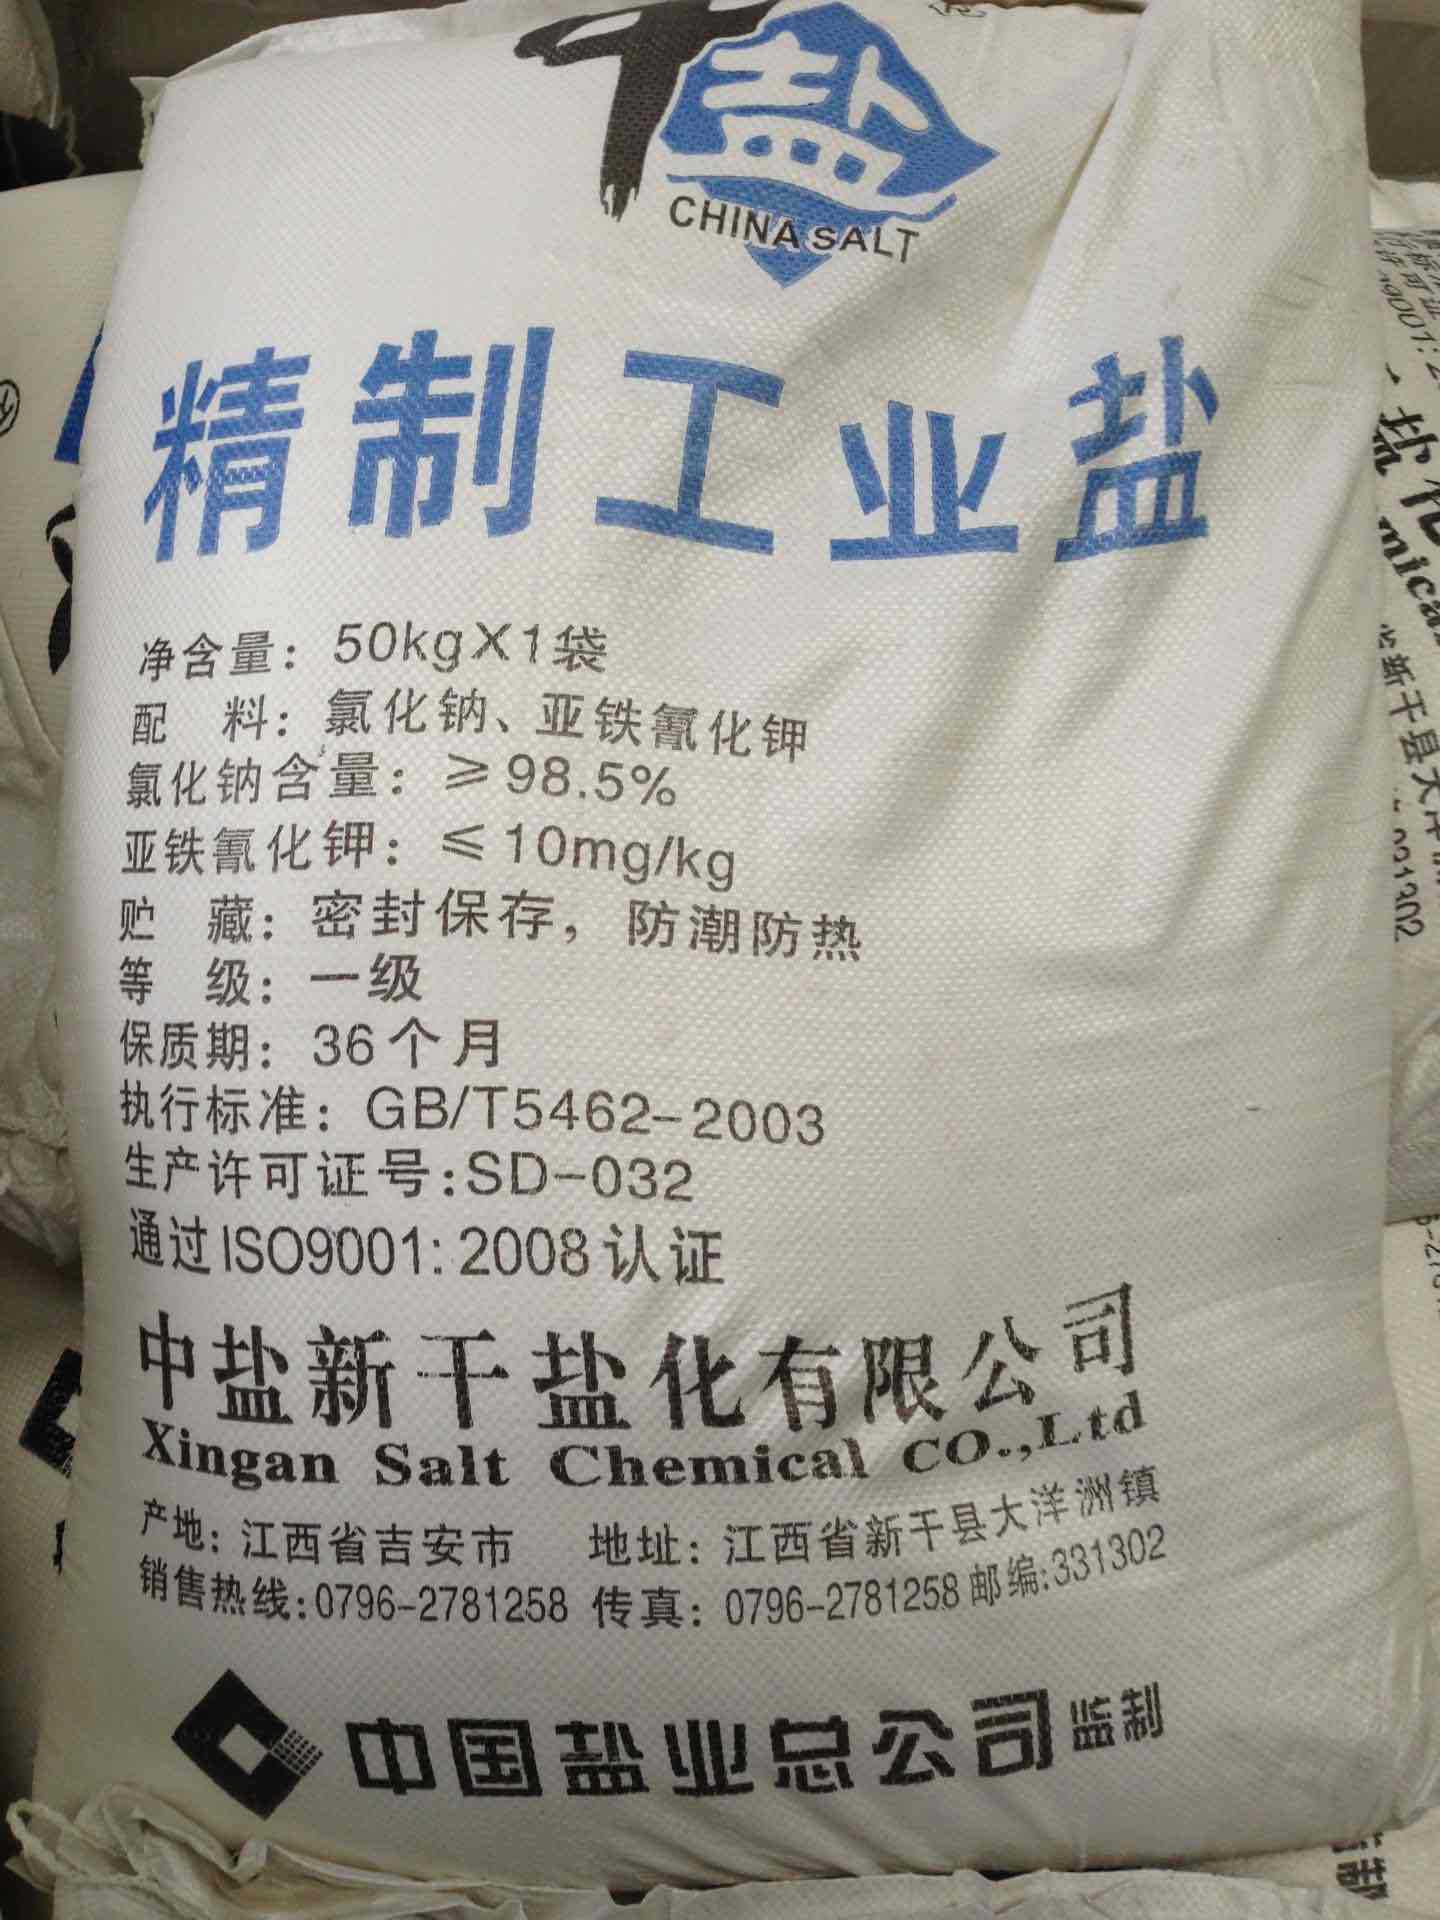 中盐
CHINA SALT
精制工业盐
净含量：50kgX1袋
配 料：氯化钠、亚铁氰化钾
氯化钠含量：≥98.5%
亚铁氰化钾：≤10mg/kg
贮 藏：密封保存，防潮防热
等 级：一级
保质期：36个月
执行标准：GB/T5462-2003
生产许可证号:SD-032
通过ISO9001:2008认证
中盐新干盐化有限公司
Xingan Salt Chemical CO.,Ltd
产地：江西省吉安市 地址：江西省新干县大洋洲镇
销售热线:0796-2781258 传真：0796-2781258 邮编:331302
中国盐业总公司监制